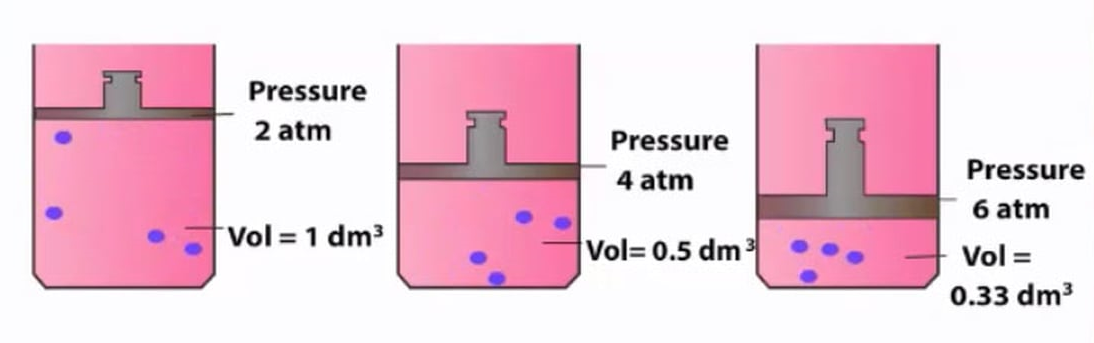 Pressure
2 atm
Vol = 1 dm³
Pressure
4 atm
Vol= 0.5 dm³
Pressure
6 atm
Vol =
0.33 dm³